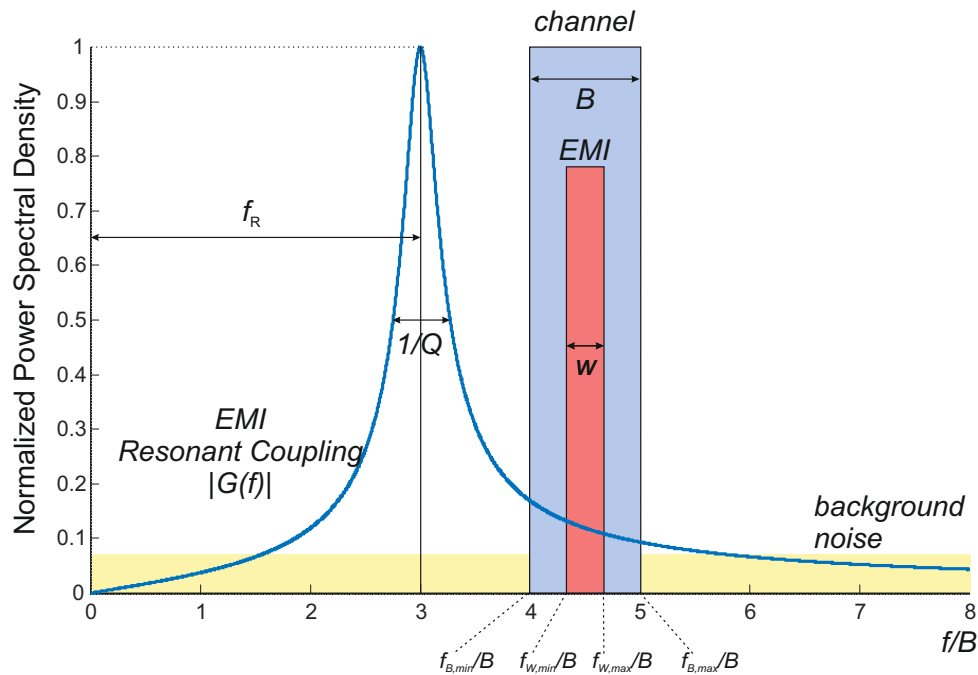 channel
1
0.9
0.8
0.7
0.6
0.5
0.4
0.3
0.2
0.1
0
Normalized Power Spectral Density
B
EMI
f_R
1/Q
w
EMI
Resonant Coupling
|G(f)|
background
noise
0 1 2 3 4 5 6 7 8
f_B,min/B f_W,min/B f_W,max/B f_B,max/B
f/B